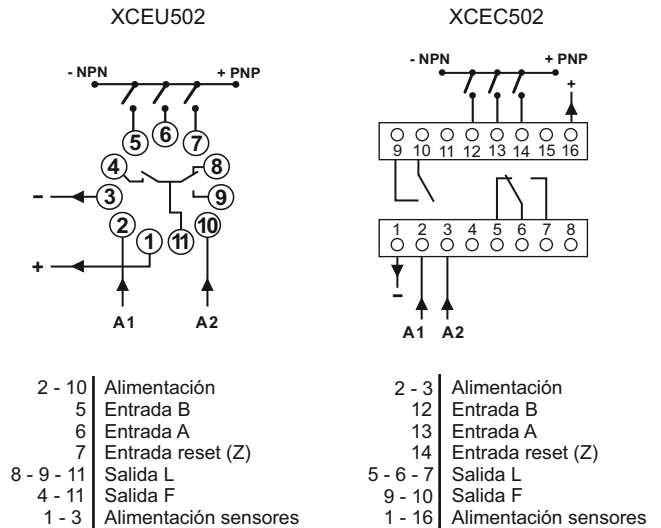 XCEU502
- NPN + PNP
5
6
7
4
8
- 3
9
2
1
11
10
+
A1 A2
2 - 10 Alimentación
5 Entrada B
6 Entrada A
7 Entrada reset (Z)
8 - 9 - 11 Salida L
4 - 11 Salida F
1 - 3 Alimentación sensores
XCEC502
- NPN + PNP
+
9 10 11 12 13 14 15 16
1 2 3 4 5 6 7 8
-
A1 A2
2 - 3 Alimentación
12 Entrada B
13 Entrada A
14 Entrada reset (Z)
5 - 6 - 7 Salida L
9 - 10 Salida F
1 - 16 Alimentación sensores